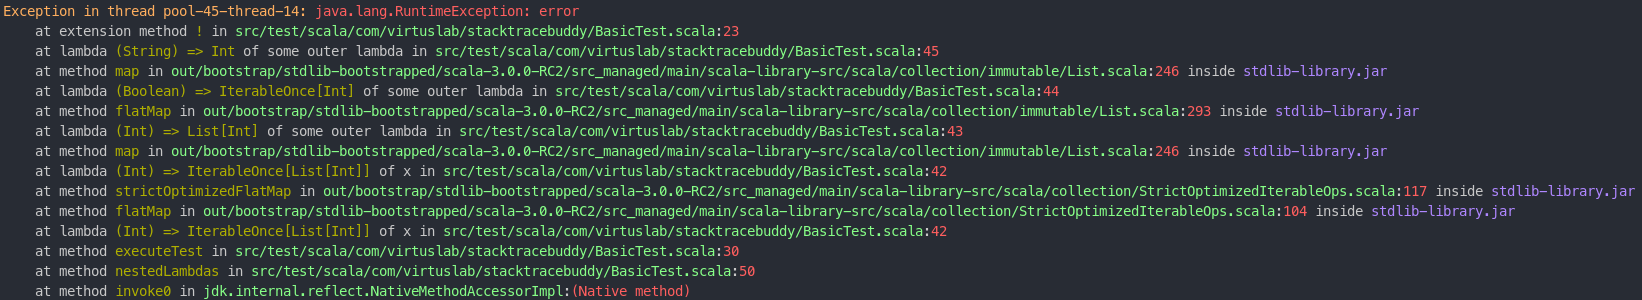 Exception in thread pool-45-thread-14: java.lang.RuntimeException: error
at extension method ! in src/test/scala/com/virtuslab/stacktracebuddy/BasicTest.scala:23
at lambda (String) => Int of some outer lambda in src/test/scala/com/virtuslab/stacktracebuddy/BasicTest.scala:45
at method map in out/bootstrap/stdlib-bootstrapped/scala-3.0.0-RC2/src_managed/main/scala-library-src/scala/collection/immutable/List.scala:246 inside stdlib-library.jar
at lambda (Boolean) => IterableOnce[Int] of some outer lambda in src/test/scala/com/virtuslab/stacktracebuddy/BasicTest.scala:44
at method flatMap in out/bootstrap/stdlib-bootstrapped/scala-3.0.0-RC2/src_managed/main/scala-library-src/scala/collection/immutable/List.scala:293 inside stdlib-library.jar
at lambda (Int) => List[Int] of some outer lambda in src/test/scala/com/virtuslab/stacktracebuddy/BasicTest.scala:43
at method map in out/bootstrap/stdlib-bootstrapped/scala-3.0.0-RC2/src_managed/main/scala-library-src/scala/collection/immutable/List.scala:246 inside stdlib-library.jar
at lambda (Int) => IterableOnce[List[Int]] of x in src/test/scala/com/virtuslab/stacktracebuddy/BasicTest.scala:42
at method strictOptimizedFlatMap in out/bootstrap/stdlib-bootstrapped/scala-3.0.0-RC2/src_managed/main/scala-library-src/scala/collection/StrictOptimizedIterableOps.scala:117 inside stdlib-library.jar
at method flatMap in out/bootstrap/stdlib-bootstrapped/scala-3.0.0-RC2/src_managed/main/scala-library-src/scala/collection/StrictOptimizedIterableOps.scala:104 inside stdlib-library.jar
at lambda (Int) => IterableOnce[List[Int]] of x in src/test/scala/com/virtuslab/stacktracebuddy/BasicTest.scala:42
at method executeTest in src/test/scala/com/virtuslab/stacktracebuddy/BasicTest.scala:30
at method nestedLambdas in src/test/scala/com/virtuslab/stacktracebuddy/BasicTest.scala:50
at method invoke0 in jdk.internal.reflect.NativeMethodAccessorImpl:(Native method)